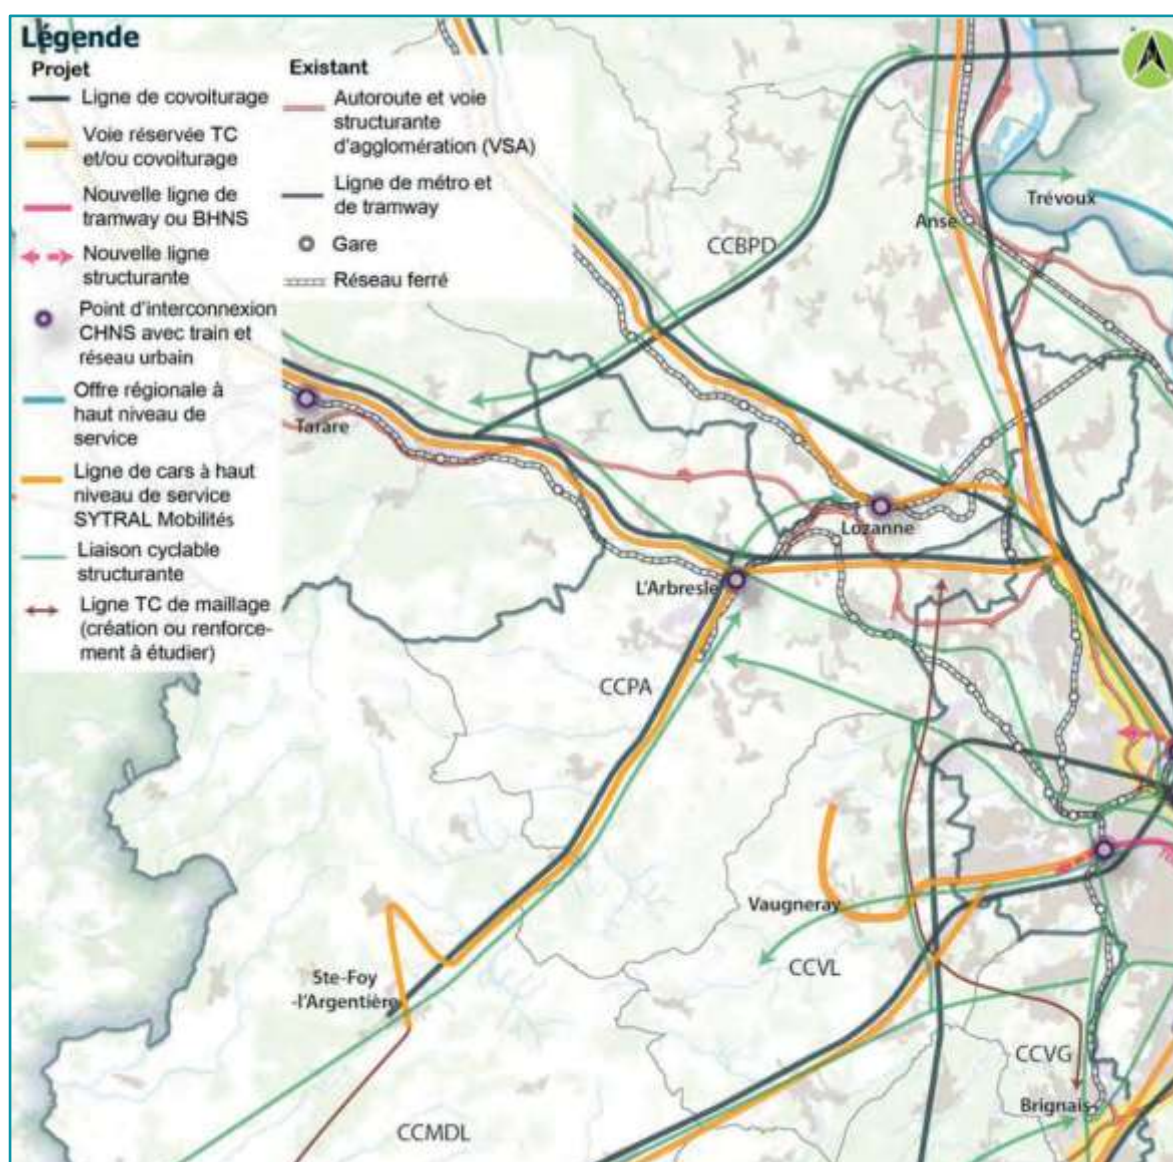 Légende
Projet
Ligne de covoiturage
Voie réservée TC
et/ou covoiturage
Nouvelle ligne de
tramway ou BHNS
Nouvelle ligne
structurante
Point d'interconnexion
CHNS avec train et
réseau urbain
Offre régionale à
haut niveau de
service
Ligne de cars à haut
niveau de service
SYTRAL Mobilités
Liaison cyclable
structurante
Ligne TC de maillage
(création ou renforce-
ment à étudier)
Existant
Autoroute et voie
structurante
d'agglomération (VSA)
Ligne de métro et
de tramway
Gare
Réseau ferré
Trévoux
Anse
CCBPD
Tarare
Lozanne
L'Arbresle
CCPA
Vaugneray
CCVL
Ste-Foy
-l'Argentière
CCVG
Brignais
CCMDL